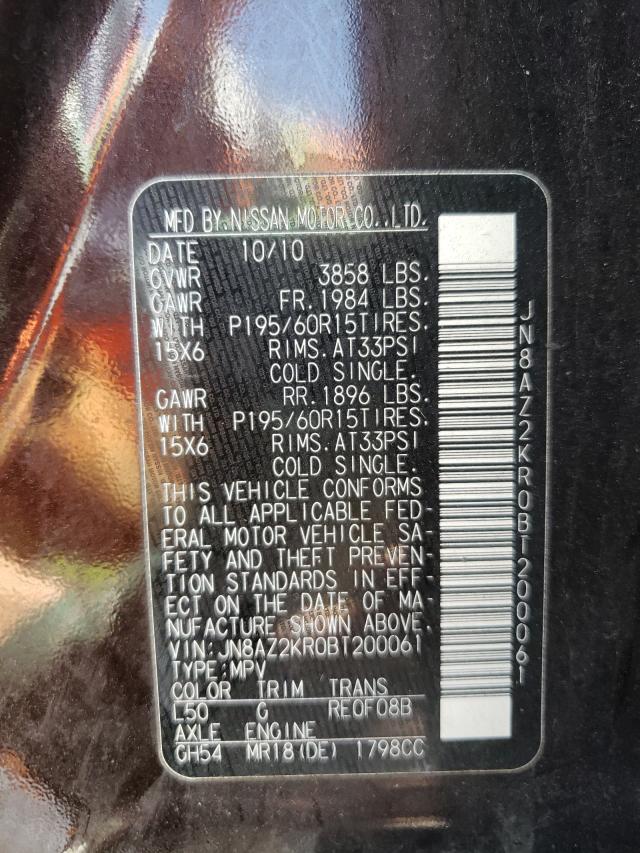 MFD BY NISSAN MOTOR CO.,LTD.
DATE 10/10
GVWR 3858 LBS.
GAWR FR.1984 LBS.
WITH P195/60R15TIRES.
15X6 RIMS.AT33PSI
COLD SINGLE.
GAWR RR.1896 LBS.
WITH P195/60R15TIRES.
15X6 RIMS.AT33PSI
COLD SINGLE.
THIS VEHICLE CONFORMS
TO ALL APPLICABLE FED-
ERAL MOTOR VEHICLE SA-
FETY AND THEFT PREVEN-
TION STANDARDS IN EFF-
ECT ON THE DATE OF MA-
NUFACTURE SHOWN ABOVE.
VIN:JN8AZ2KR0BT200061
TYPE:MPV
COLOR TRIM TRANS
L50 G RE0F08B
AXLE ENGINE
GH54 MR18(DE) 1798CC
JN8AZ2KR0BT200061